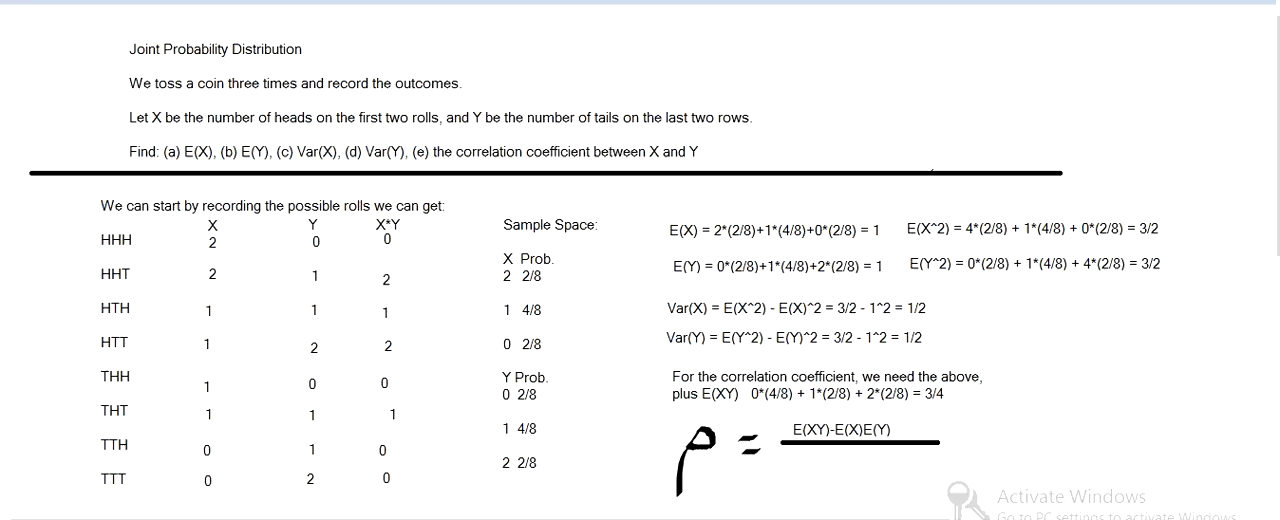 Joint Probability Distribution
We toss a coin three times and record the outcomes.
Let X be the number of heads on the first two rolls, and Y be the number of tails on the last two rows.
Find: (a) E(X), (b) E(Y), (c) Var(X), (d) Var(Y), (e) the correlation coefficient between X and Y
We can start by recording the possible rolls we can get:
X Y X*Y
HHH 2 0 0
HHT 2 1 2
HTH 1 1 1
HTT 1 2 2
THH 1 0 0
THT 1 1 1
TTH 0 1 0
TTT 0 2 0
Sample Space:
X Prob.
2 2/8
1 4/8
0 2/8
Y Prob.
0 2/8
1 4/8
2 2/8
E(X) = 2*(2/8)+1*(4/8)+0*(2/8) = 1
E(X^2) = 4*(2/8) + 1*(4/8) + 0*(2/8) = 3/2
E(Y) = 0*(2/8)+1*(4/8)+2*(2/8) = 1
E(Y^2) = 0*(2/8) + 1*(4/8) + 4*(2/8) = 3/2
Var(X) = E(X^2) - E(X)^2 = 3/2 - 1^2 = 1/2
Var(Y) = E(Y^2) - E(Y)^2 = 3/2 - 1^2 = 1/2
For the correlation coefficient, we need the above,
plus E(XY) 0*(4/8) + 1*(2/8) + 2*(2/8) = 3/4
ρ = E(XY)-E(X)E(Y)
Activate Windows
Go to PC settings to activate Windows.